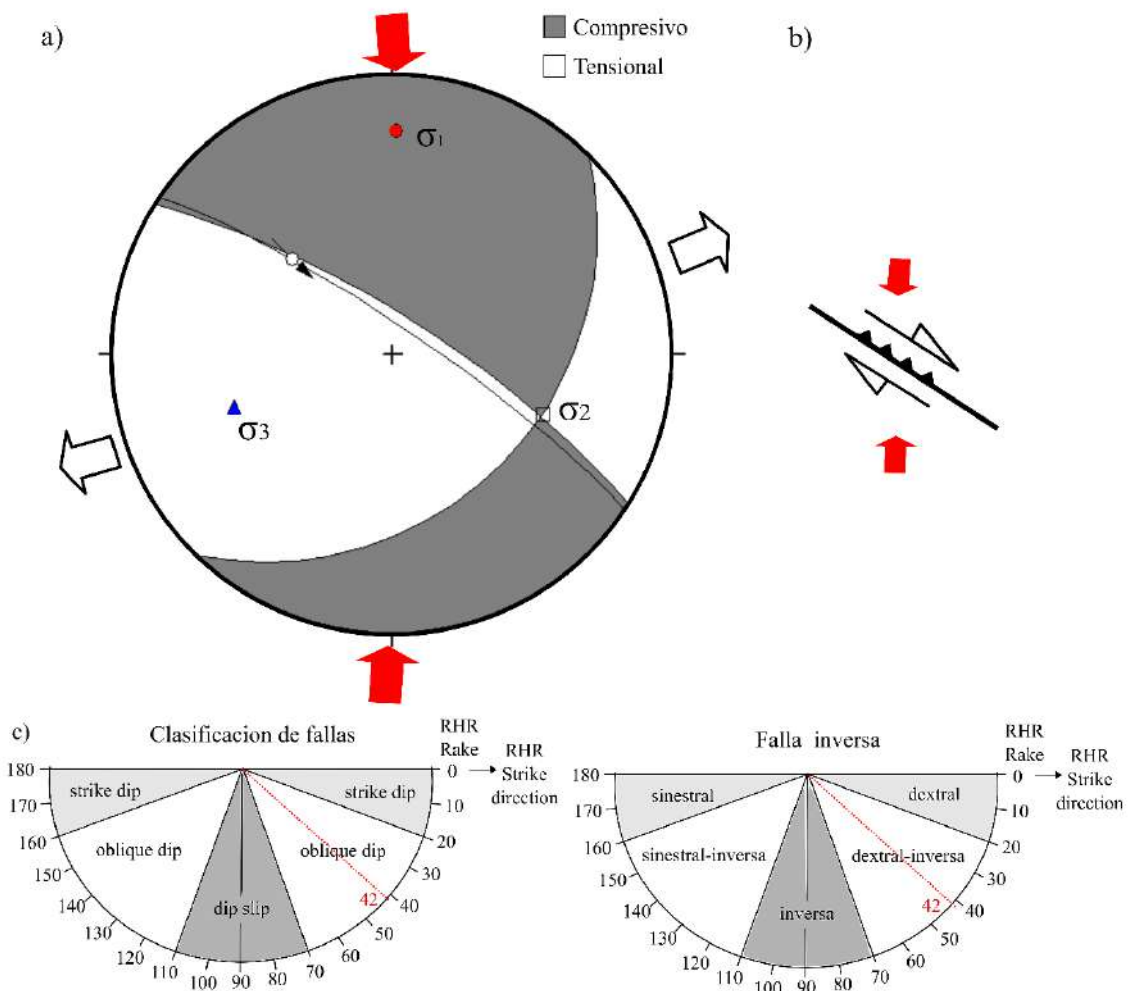 a)
Compresivo
Tensional
b)
σ1
σ2
σ3
c)
Clasificacion de fallas
RHR
Rake
RHR
Strike
direction
180
170
160
150
140
130
120
110
100
90
80
70
60
50
40
30
20
10
0
strike dip
strike dip
oblique dip
oblique dip
dip slip
42
Falla inversa
RHR
Rake
RHR
Strike
direction
180
170
160
150
140
130
120
110
100
90
80
70
60
50
40
30
20
10
0
sinestral
dextral
sinestral-inversa
dextral-inversa
inversa
42